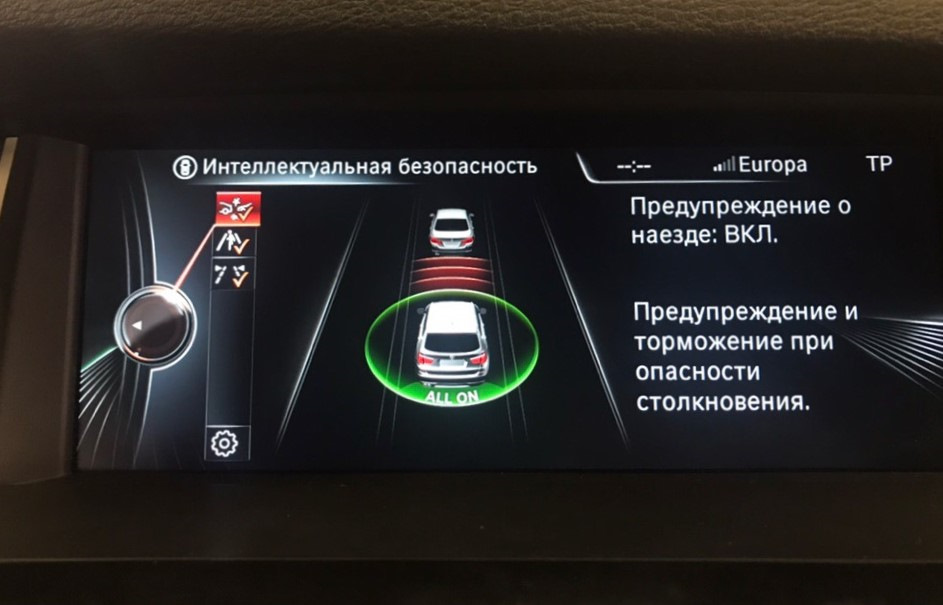 Интеллектуальная безопасность
--:-- Europa TP
Предупреждение о
наезде: ВКЛ.
Предупреждение и
торможение при
опасности
столкновения.
ALL ON